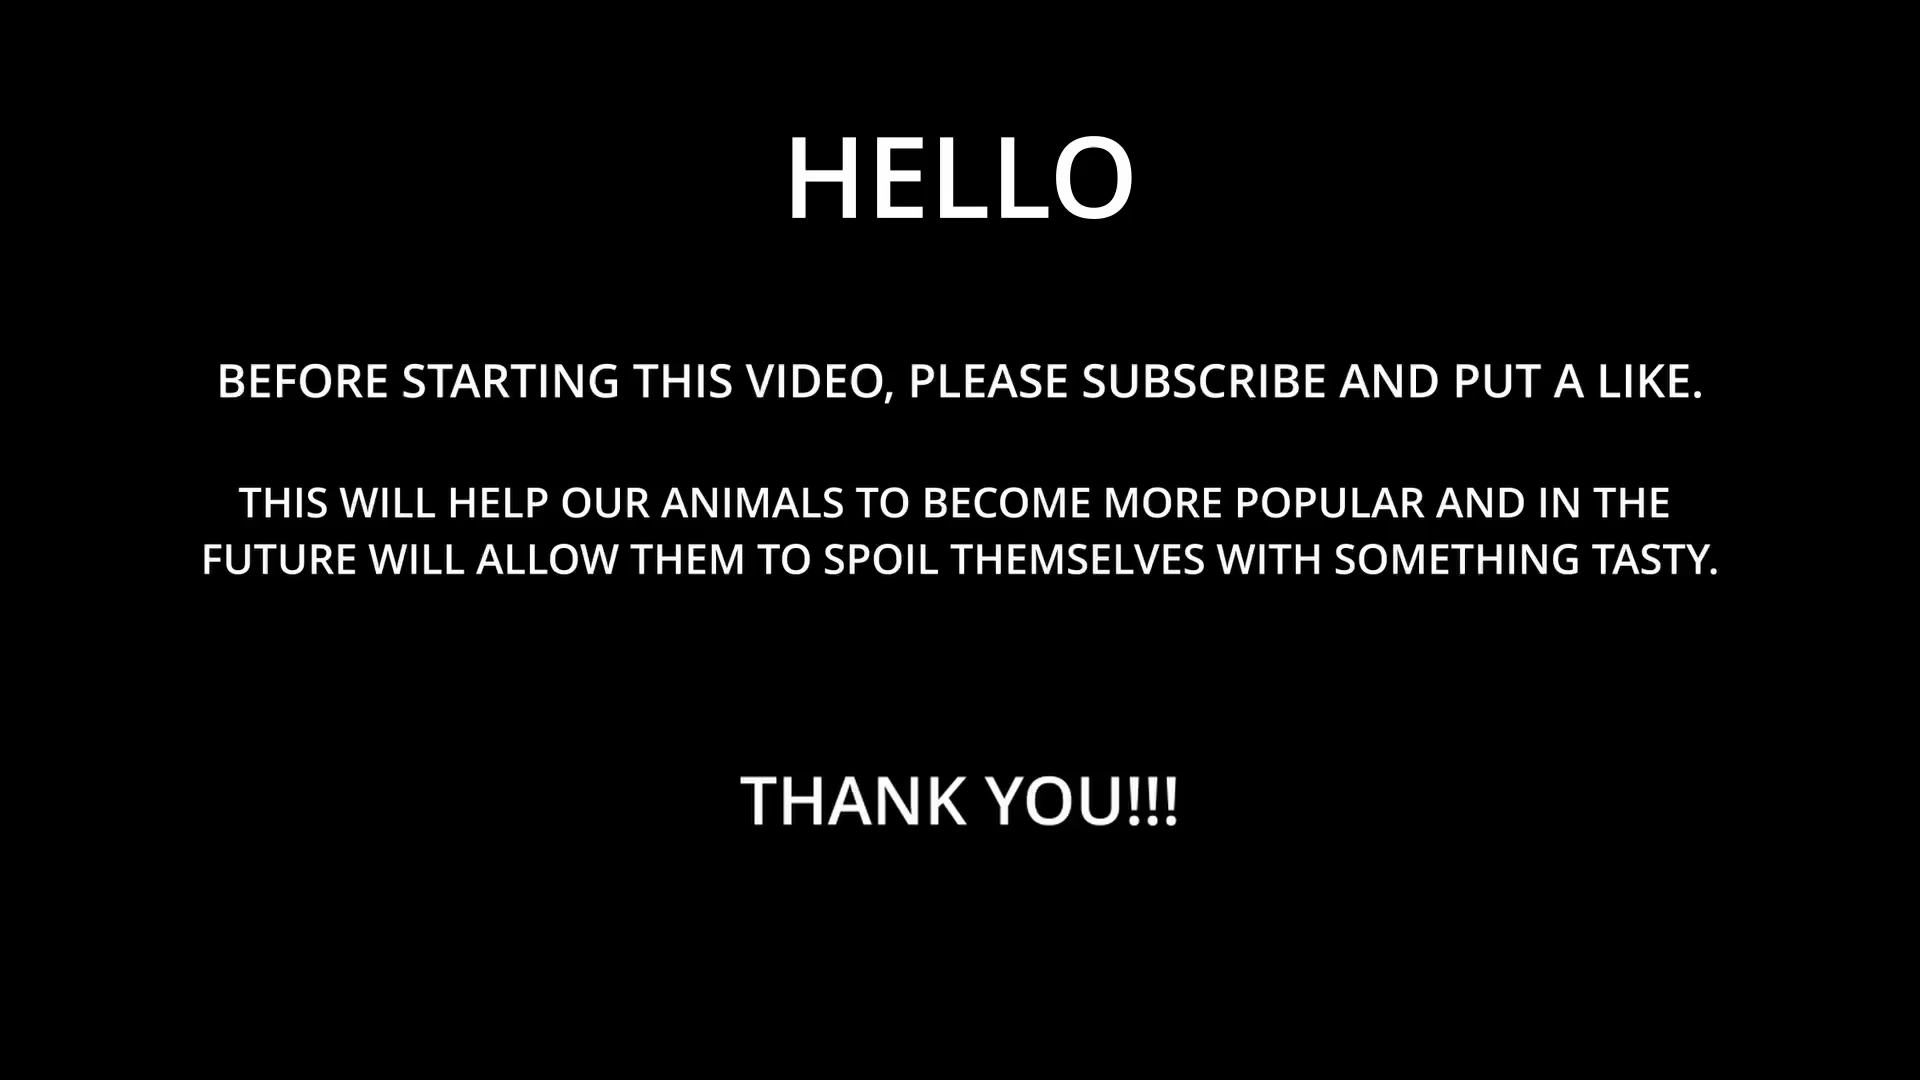 HELLO
BEFORE STARTING THIS VIDEO, PLEASE SUBSCRIBE AND PUT A LIKE.
THIS WILL HELP OUR ANIMALS TO BECOME MORE POPULAR AND IN THE
FUTURE WILL ALLOW THEM TO SPOIL THEMSELVES WITH SOMETHING TASTY.
THANK YOU!!!